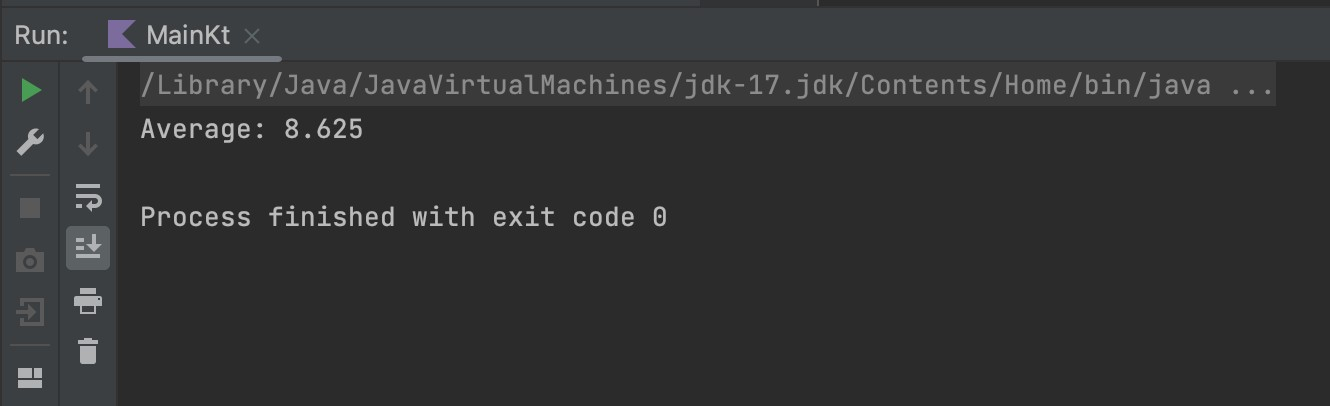 Run: MainKt
/Library/Java/JavaVirtualMachines/jdk-17.jdk/Contents/Home/bin/java ...
Average: 8.625
Process finished with exit code 0